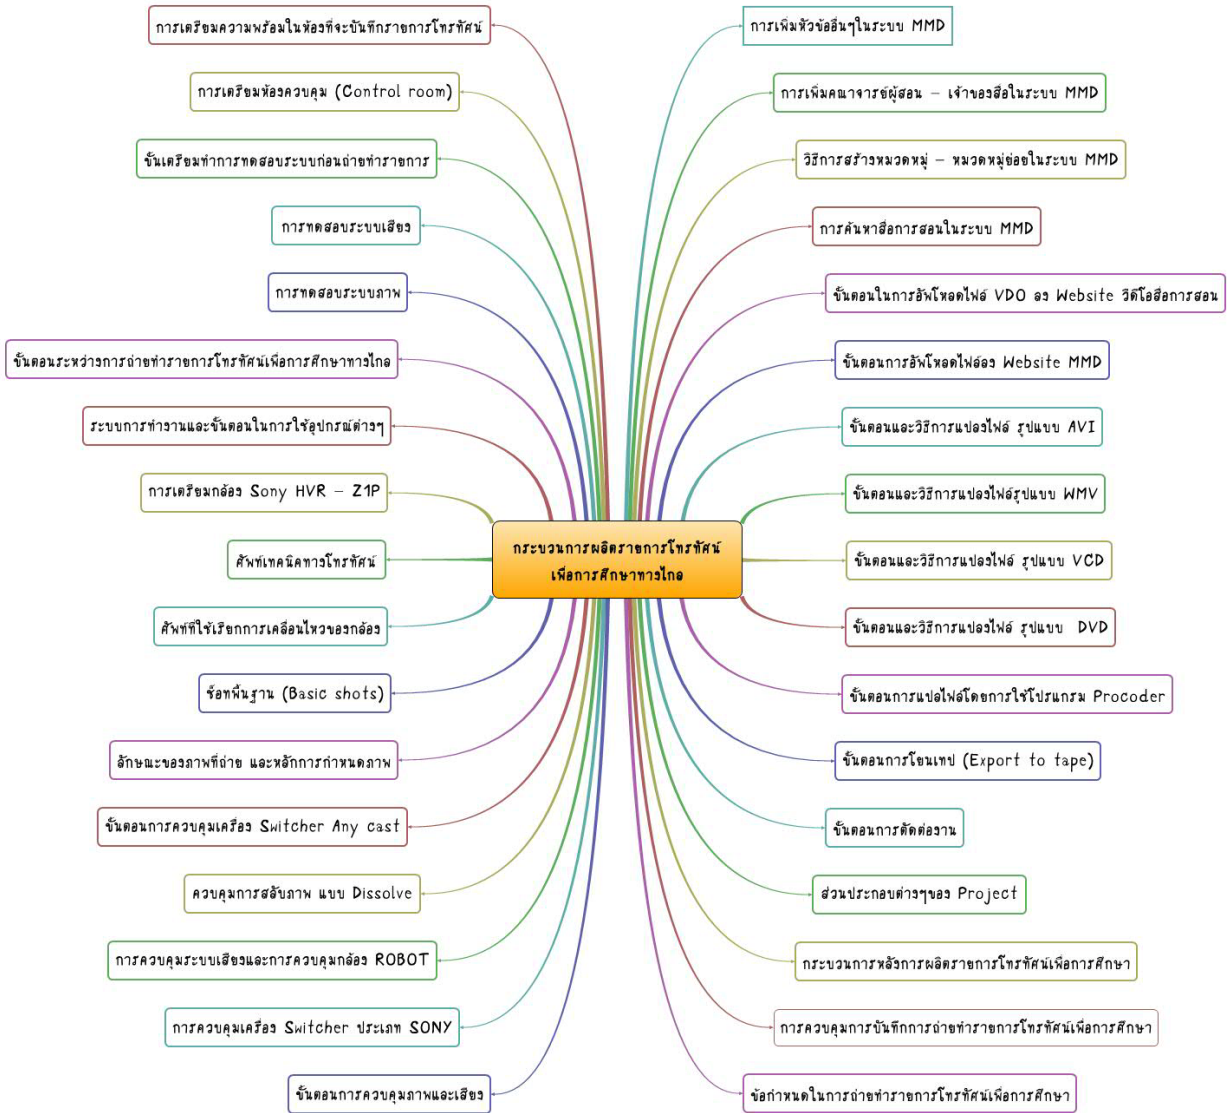 การเตรียมความพร้อมในห้องที่จะบันทึกรายการโทรทัศน์
การเตรียมห้องควบคุม (Control room)
ขั้นเตรียมทำการทดสอบระบบก่อนถ่ายทำรายการ
การทดสอบระบบเสียง
การทดสอบระบบภาพ
ขั้นตอนระหว่างการถ่ายทำรายการโทรทัศน์เพื่อการศึกษาทางไกล
ระบบการทำงานและขั้นตอนในการใช้อุปกรณ์ต่างๆ
การเตรียมกล้อง Sony HVR – Z1P
ศัพท์เทคนิคทางโทรทัศน์
ศัพท์ที่ใช้เรียกการเคลื่อนไหวของกล้อง
ช็อทพื้นฐาน (Basic shots)
ลักษณะของภาพที่ถ่าย และหลักการกำหนดภาพ
ขั้นตอนการควบคุมเครื่อง Switcher Any cast
ควบคุมการสลับภาพ แบบ Dissolve
การควบคุมระบบเสียงและการควบคุมกล้อง ROBOT
การควบคุมเครื่อง Switcher ประเภท SONY
ขั้นตอนการควบคุมภาพและเสียง
กระบวนการผลิตรายการโทรทัศน์
เพื่อการศึกษาทางไกล
การเพิ่มหัวข้ออื่นๆในระบบ MMD
การเพิ่มคณาจารย์ผู้สอน – เจ้าของสื่อในระบบ MMD
วิธีการสร้างหมวดหมู่ – หมวดหมู่ย่อยในระบบ MMD
การค้นหาสื่อการสอนในระบบ MMD
ขั้นตอนในการอัพโหลดไฟล์ VDO ลง Website วิดีโอสื่อการสอน
ขั้นตอนการอัพโหลดไฟล์ลง Website MMD
ขั้นตอนและวิธีการแปลงไฟล์ รูปแบบ AVI
ขั้นตอนและวิธีการแปลงไฟล์รูปแบบ WMV
ขั้นตอนและวิธีการแปลงไฟล์ รูปแบบ VCD
ขั้นตอนและวิธีการแปลงไฟล์ รูปแบบ DVD
ขั้นตอนการแปลไฟล์โดยการใช้โปรแกรม Procoder
ขั้นตอนการโยนเทป (Export to tape)
ขั้นตอนการตัดต่องาน
ส่วนประกอบต่างๆของ Project
กระบวนการหลังการผลิตรายการโทรทัศน์เพื่อการศึกษา
การควบคุมการบันทึกการถ่ายทำรายการโทรทัศน์เพื่อการศึกษา
ข้อกำหนดในการถ่ายทำรายการโทรทัศน์เพื่อการศึกษา